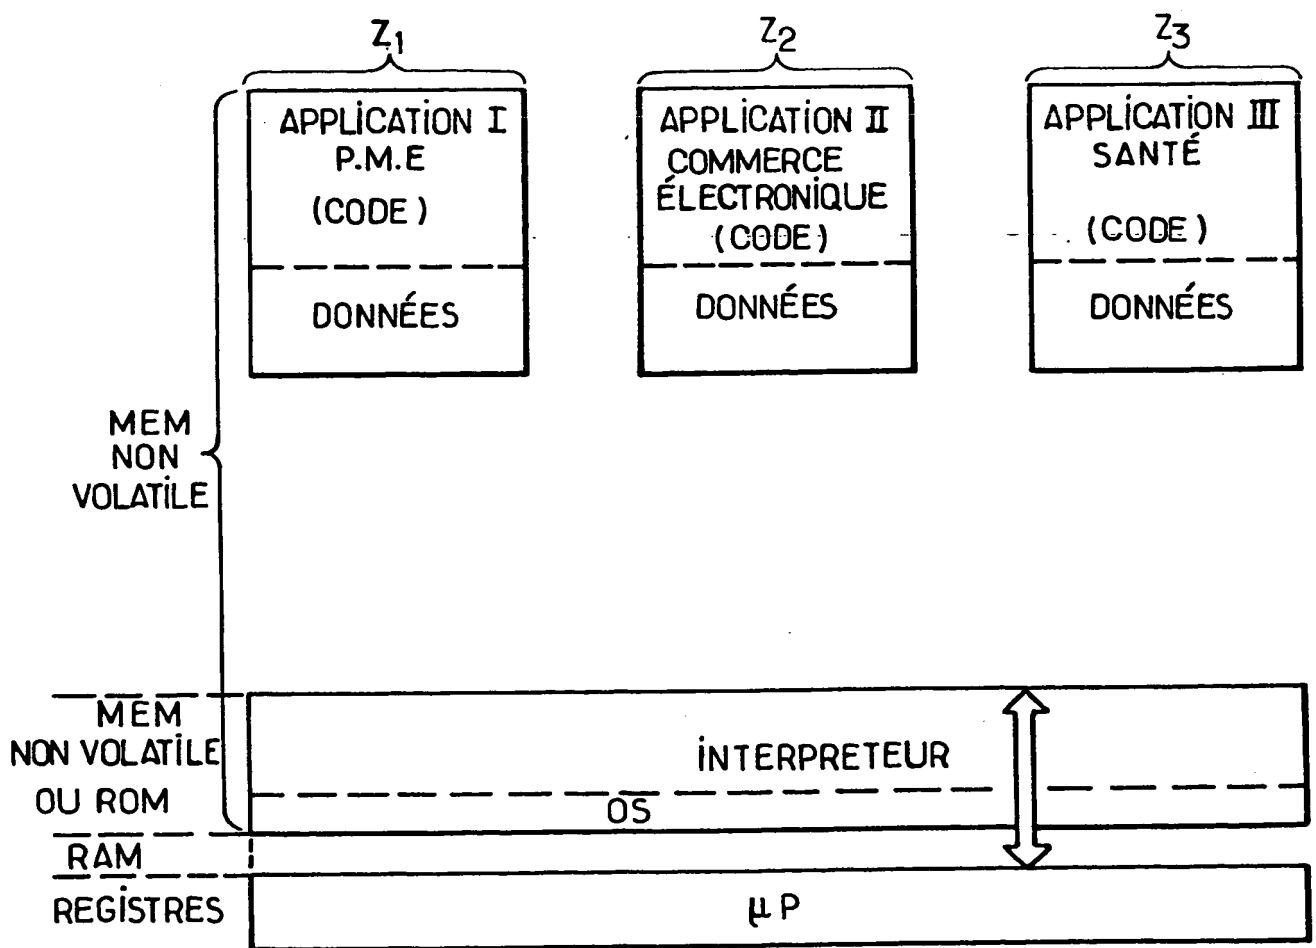 Z1
Z2
Z3
APPLiCATiON I
P.M.E
(CODE)
DONNÉES
APPLiCATiON II
COMMERCE
ÉLECTRONiQUE
(CODE)
DONNÉES
APPLiCATiON III
SANTÉ
(CODE)
DONNÉES
MEM
NON
VOLATiLE
MEM
NON VOLATiLE
OU ROM
iNTERPRETEUR
OS
RAM
REGiSTRES
µP